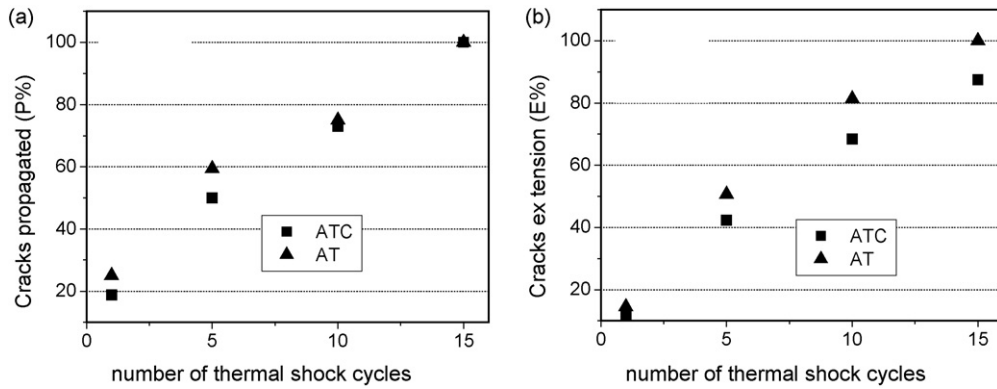 (a)
Cracks propagated (P%)
100
80
60
40
20
ATC
AT
0
5
10
15
number of thermal shock cycles
(b)
Cracks ex tension (E%)
100
80
60
40
20
ATC
AT
0
5
10
15
number of thermal shock cycles